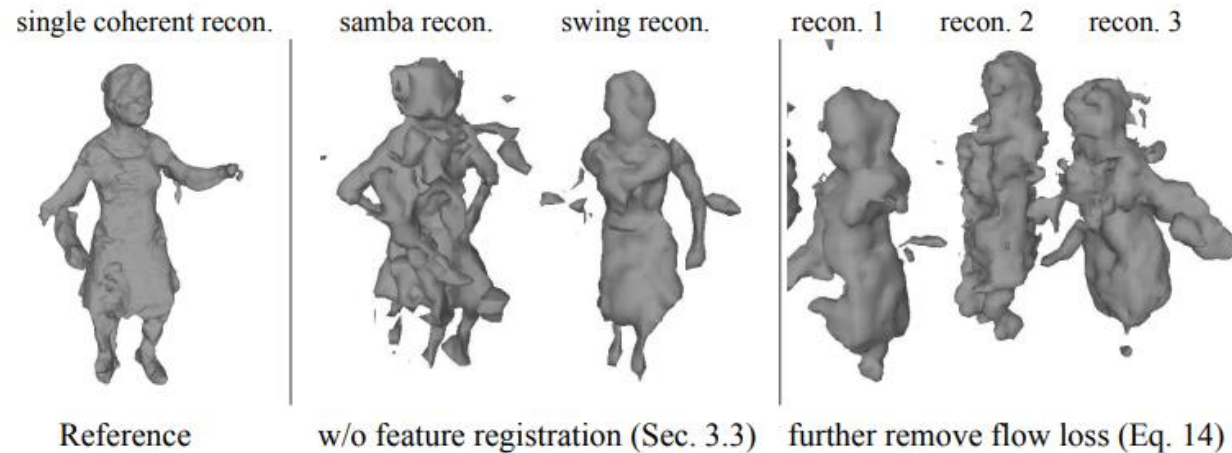 single coherent recon.
samba recon.
swing recon.
recon. 1
recon. 2
recon. 3
Reference
w/o feature registration (Sec. 3.3)
further remove flow loss (Eq. 14)